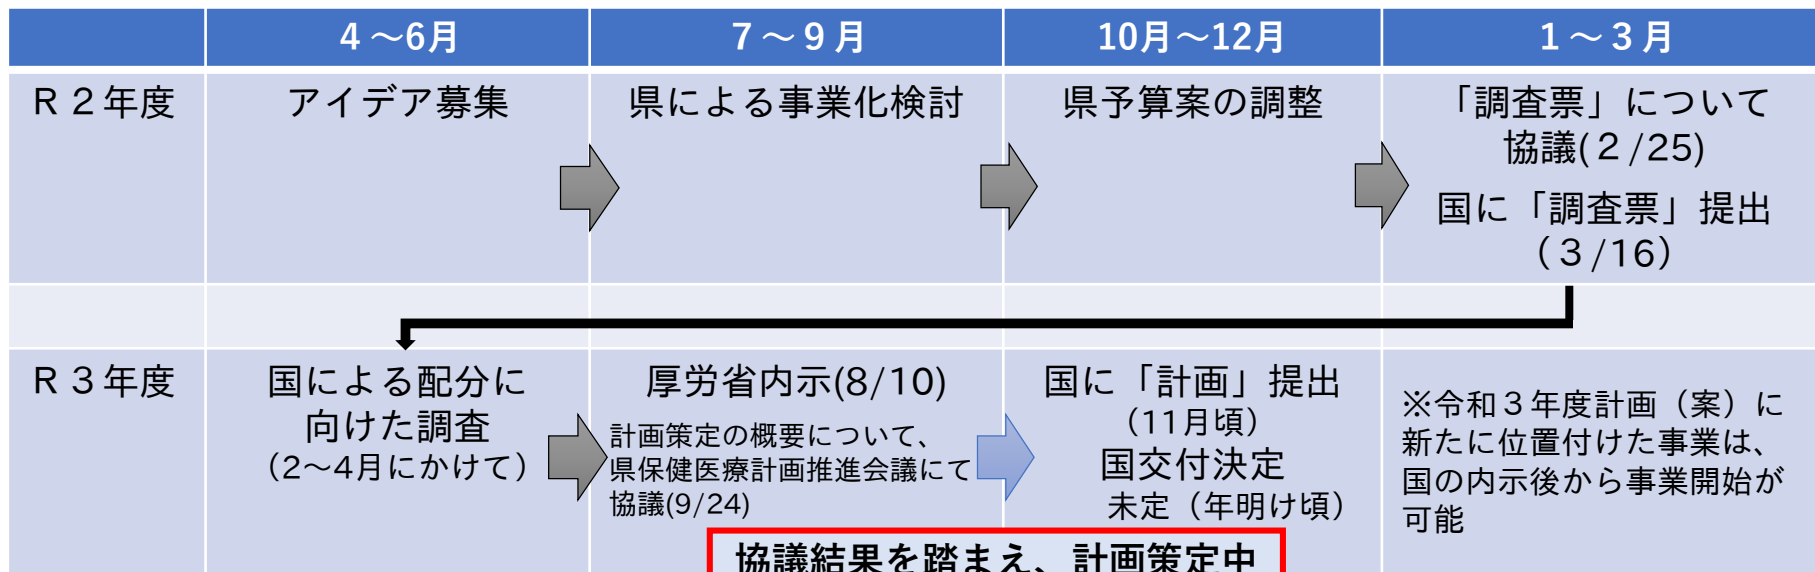 4～6月
7～9月
10月～12月
1～3月
R２年度
アイデア募集
県による事業化検討
県予算案の調整
「調査票」について
協議(２/25)
国に「調査票」提出
（３/16）
R３年度
国による配分に
向けた調査
（2～4月にかけて）
厚労省内示(8/10)
計画策定の概要について、
県保健医療計画推進会議にて
協議(9/24)
国に「計画」提出
（11月頃）
国交付決定
未定（年明け頃）
※令和３年度計画（案）に
新たに位置付けた事業は、
国の内示後から事業開始が
可能
協議結果を踏まえ、計画策定中